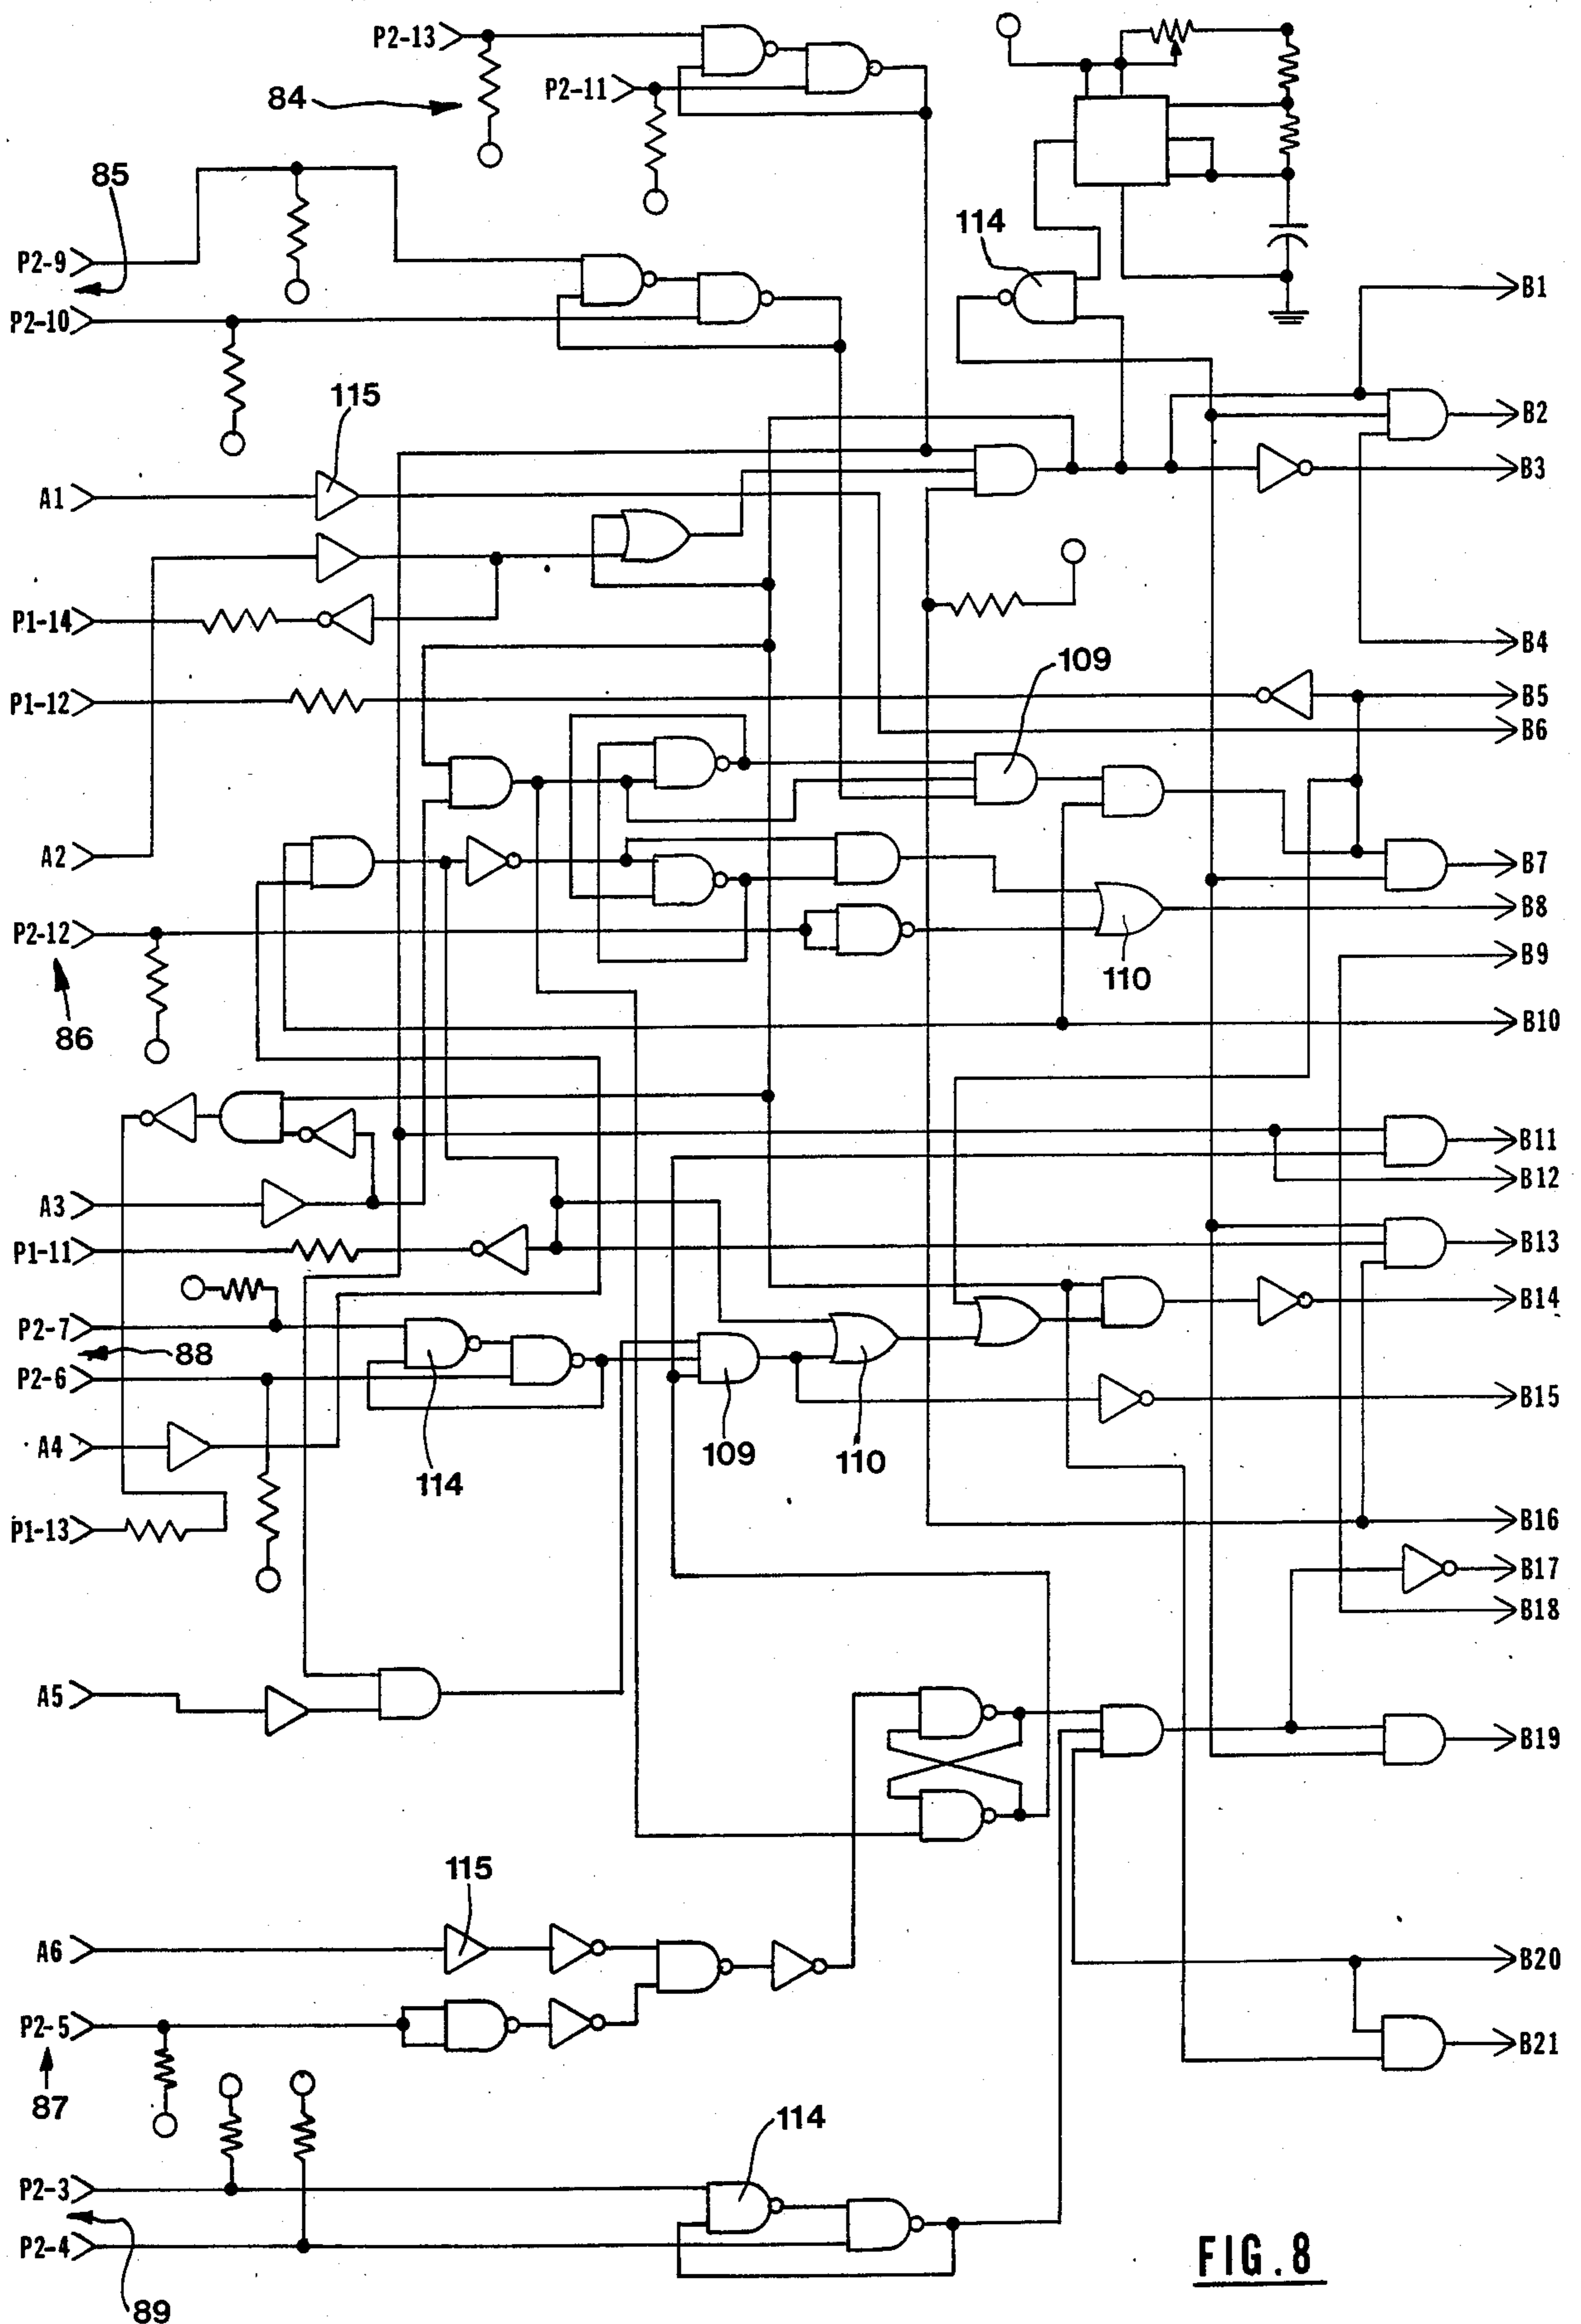 P2-13
84
P2-11
85
P2-9
114
B1
P2-10
115
B2
B3
A1
P1-14
B4
109
P1-12
B5
B6
A2
B7
P2-12
B8
110
B9
86
B10
B11
A3
B12
P1-11
B13
B14
P2-7
88
P2-6
B15
A4
114
109
110
P1-13
B16
B17
B18
A5
B19
115
A6
B20
P2-5
B21
87
114
P2-3
P2-4
89
FIG.8